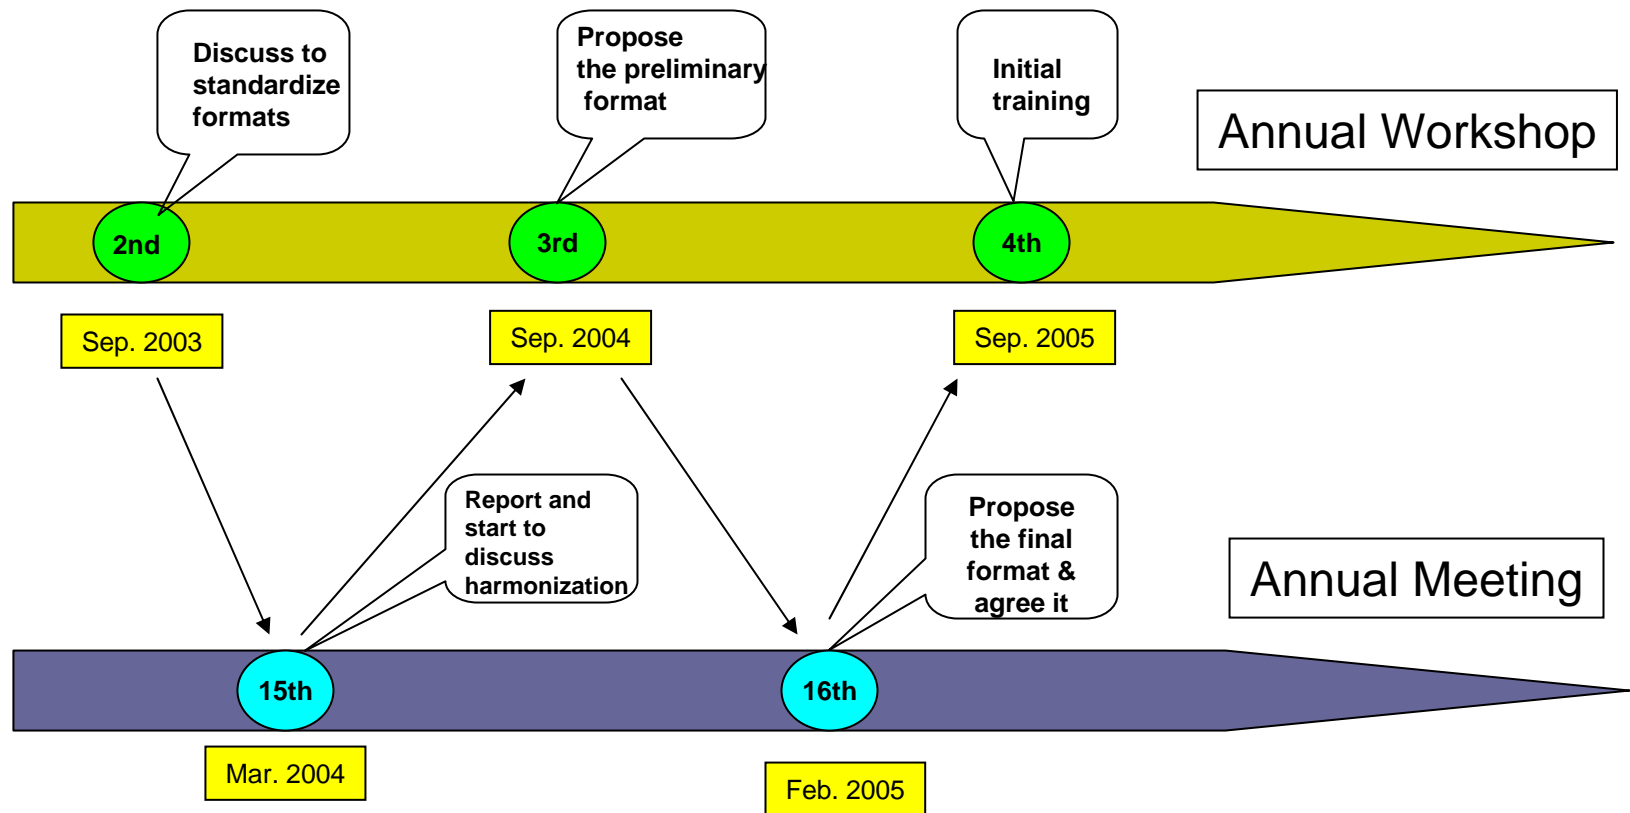 Discuss to
standardize
formats
Propose
the preliminary
format
Initial
training
Annual Workshop
2nd
3rd
4th
Sep. 2003
Sep. 2004
Sep. 2005
Report and
start to
discuss
harmonization
Propose
the final
format &
agree it
Annual Meeting
15th
16th
Mar. 2004
Feb. 2005